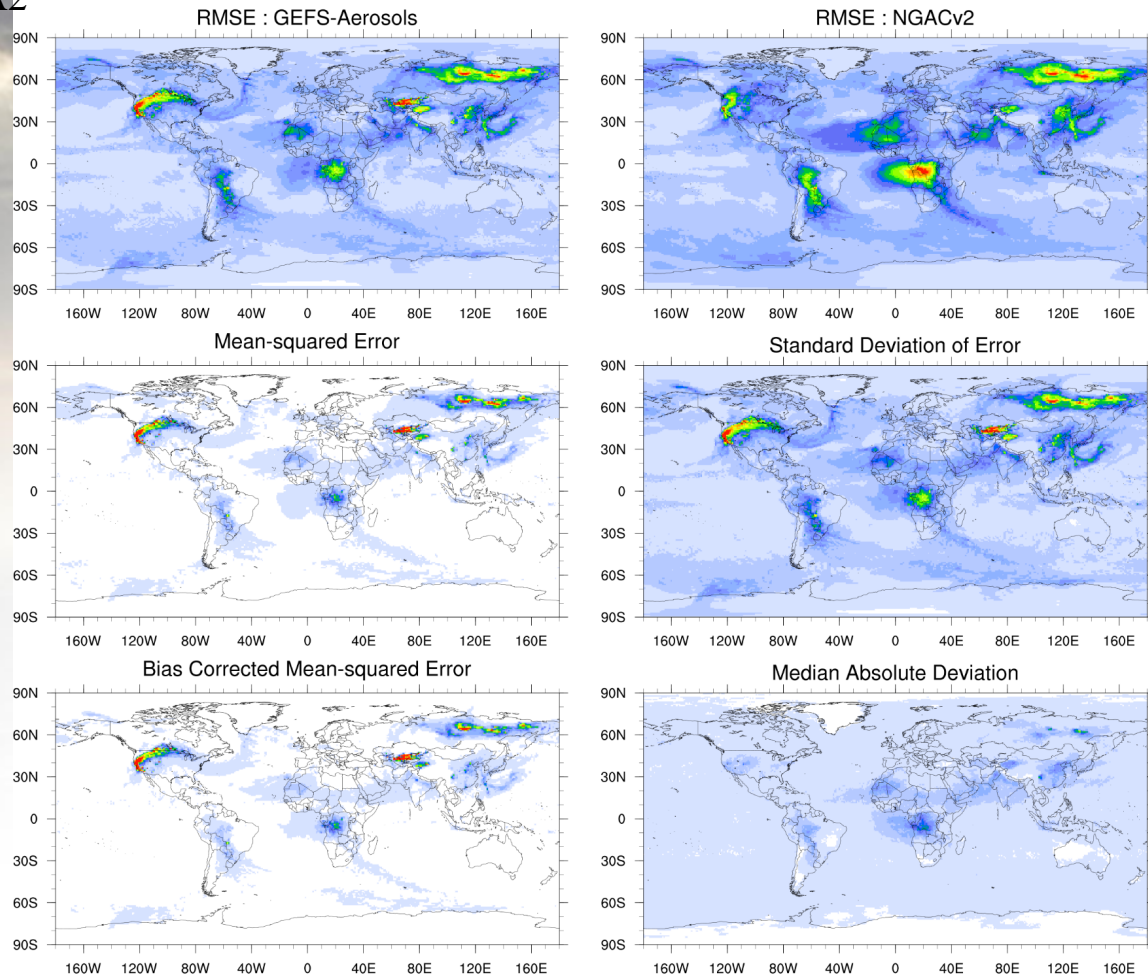 RMSE : GEFS-Aerosols
90N
60N
30N
0
30S
60S
90S
160W 120W 80W 40W 0 40E 80E 120E 160E
RMSE : NGACv2
90N
60N
30N
0
30S
60S
90S
160W 120W 80W 40W 0 40E 80E 120E 160E
Mean-squared Error
90N
60N
30N
0
30S
60S
90S
160W 120W 80W 40W 0 40E 80E 120E 160E
Standard Deviation of Error
90N
60N
30N
0
30S
60S
90S
160W 120W 80W 40W 0 40E 80E 120E 160E
Bias Corrected Mean-squared Error
90N
60N
30N
0
30S
60S
90S
160W 120W 80W 40W 0 40E 80E 120E 160E
Median Absolute Deviation
90N
60N
30N
0
30S
60S
90S
160W 120W 80W 40W 0 40E 80E 120E 160E